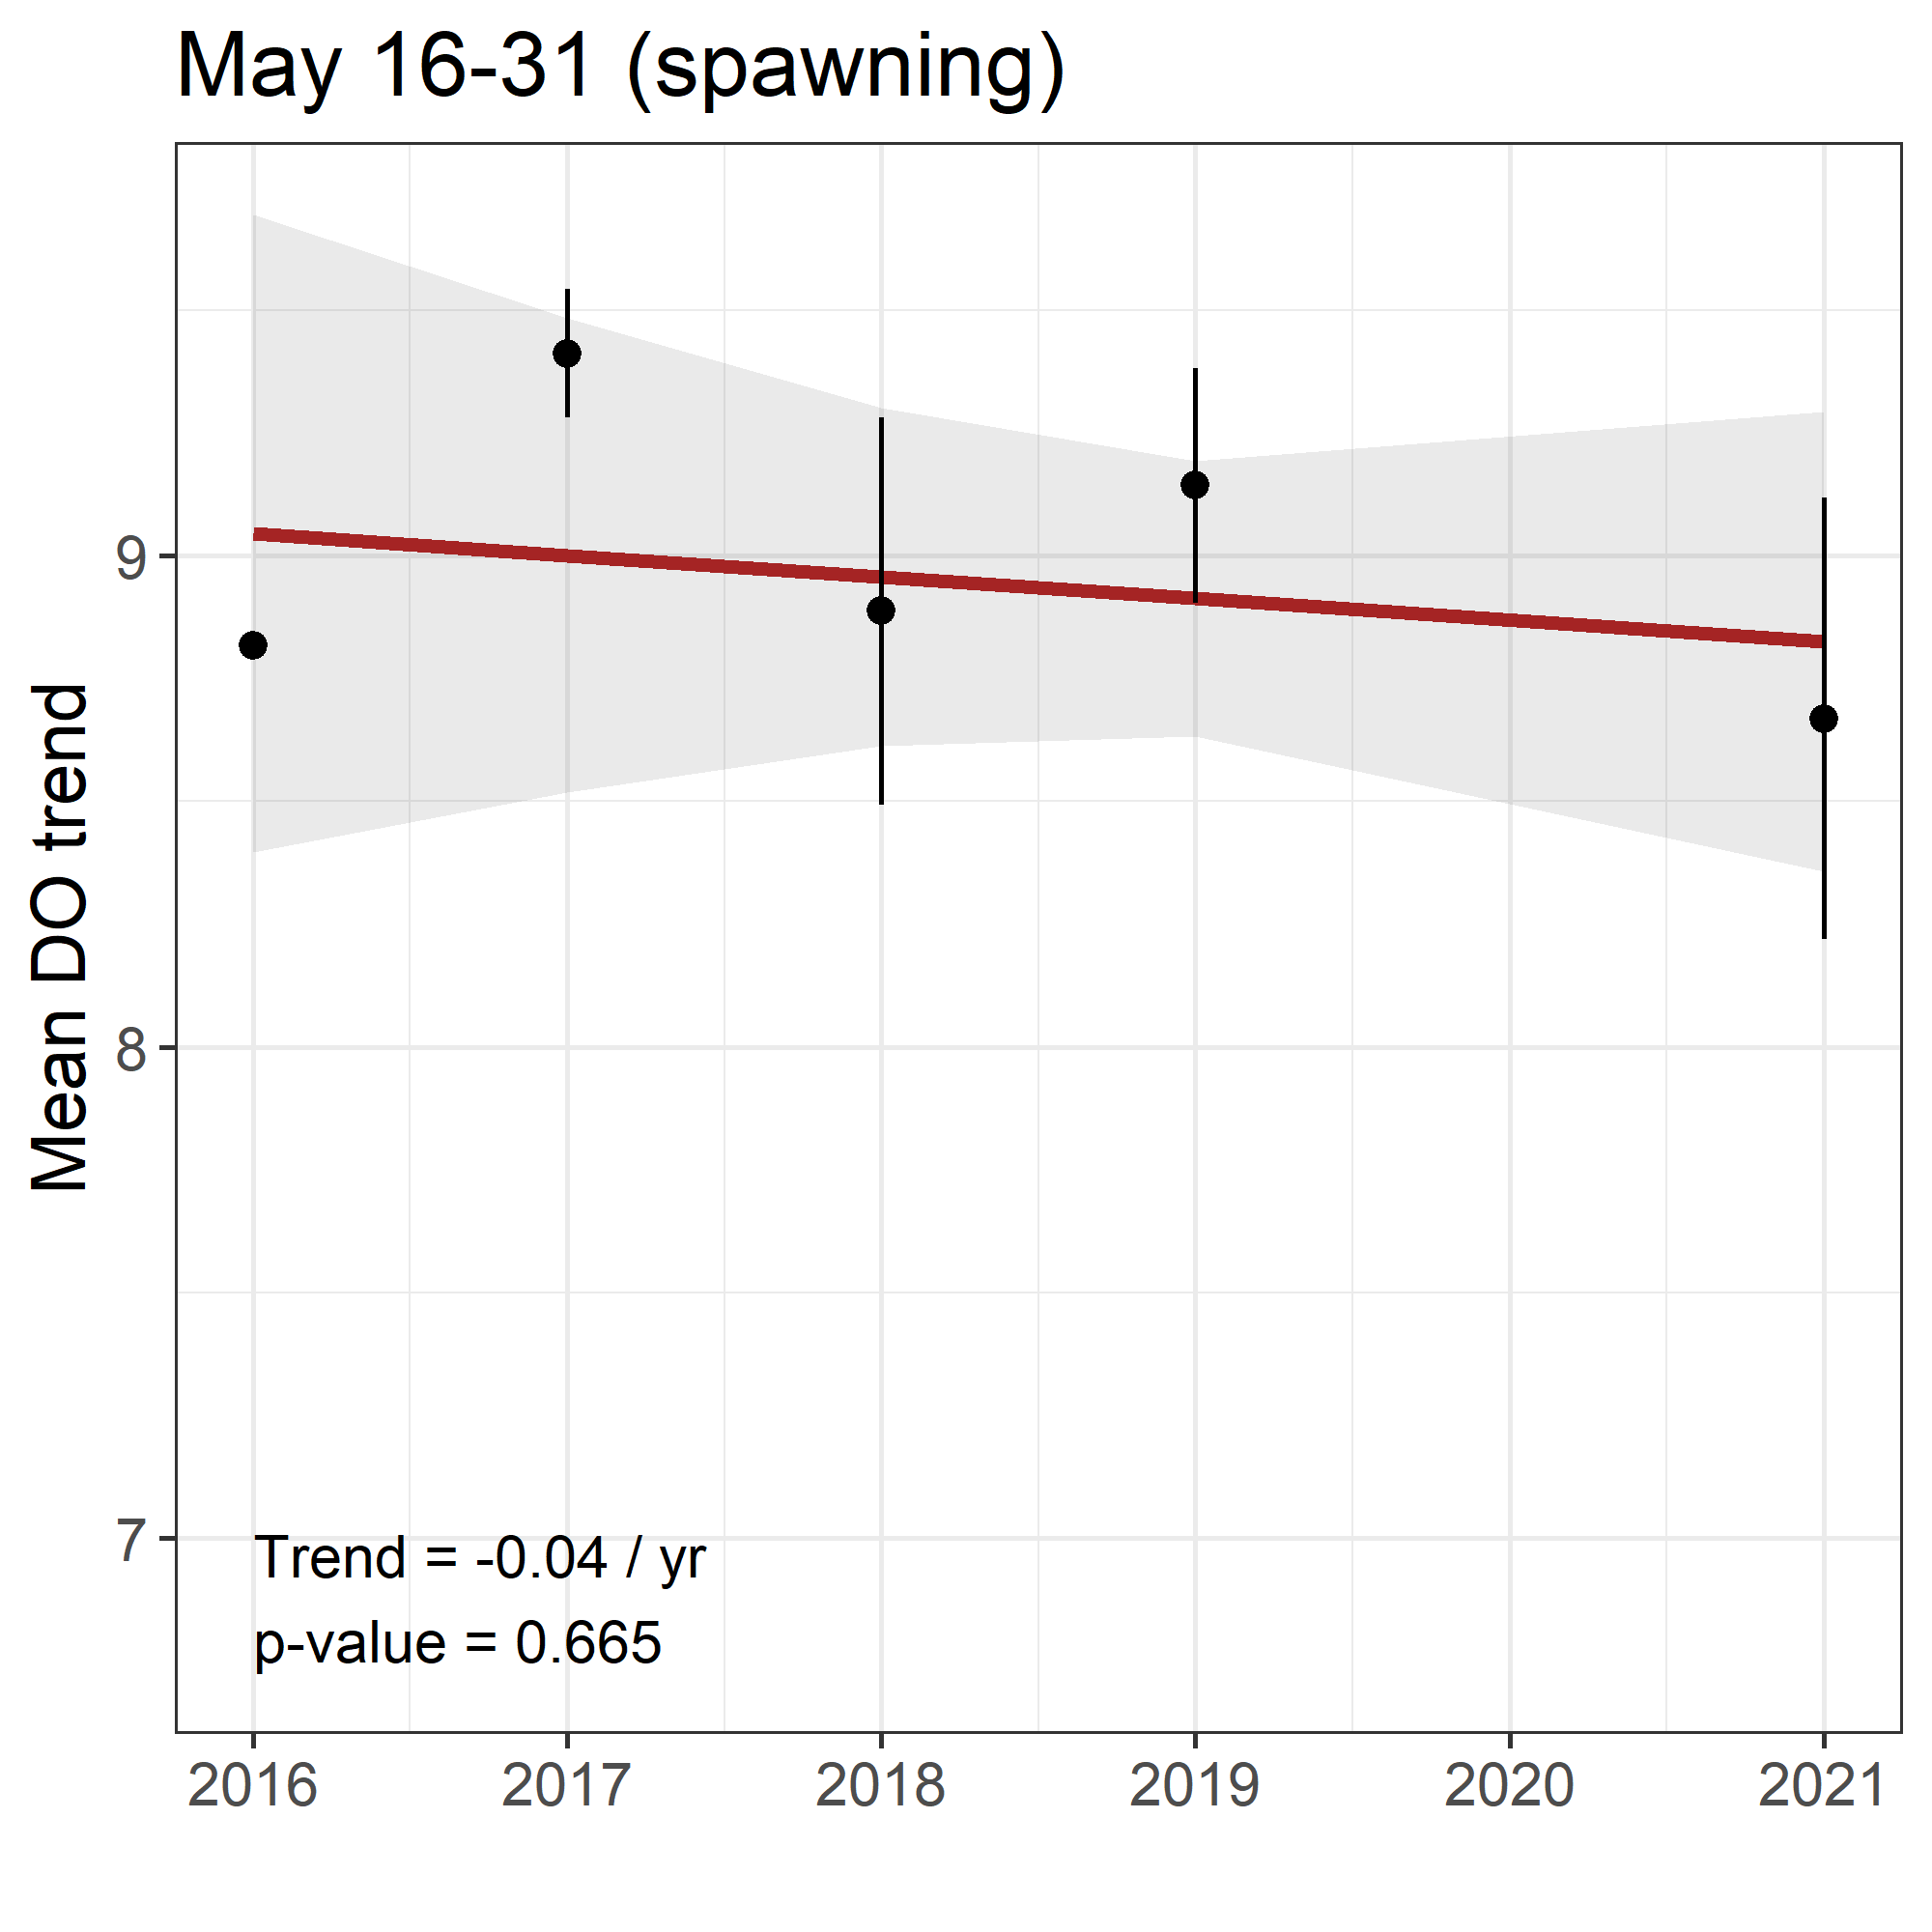 May 16-31 (spawning)
Mean DO trend
9
8
7
Trend = -0.04 / yr
p-value = 0.665
2016 2017 2018 2019 2020 2021